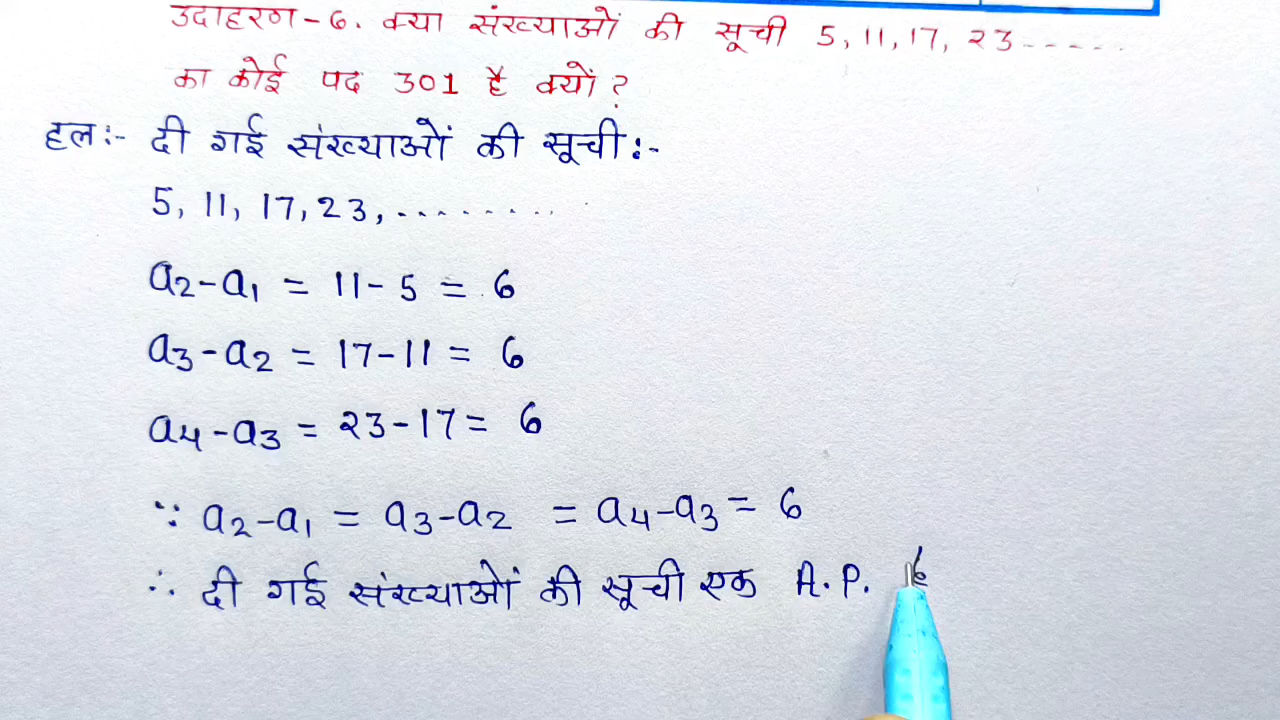 उदाहरण-6. क्या संख्याओं की सूची 5, 11, 17, 23-----
का कोई पद 301 है क्यों ?
हलः- दी गई संख्याओं की सूची:-
5, 11, 17, 23, ........
a2-a1 = 11-5 = 6
a3-a2 = 17-11 = 6
a4-a3 = 23-17 = 6
∵ a2-a1 = a3-a2 = a4-a3 = 6
∴ दी गई संख्याओं की सूची एक A.P.